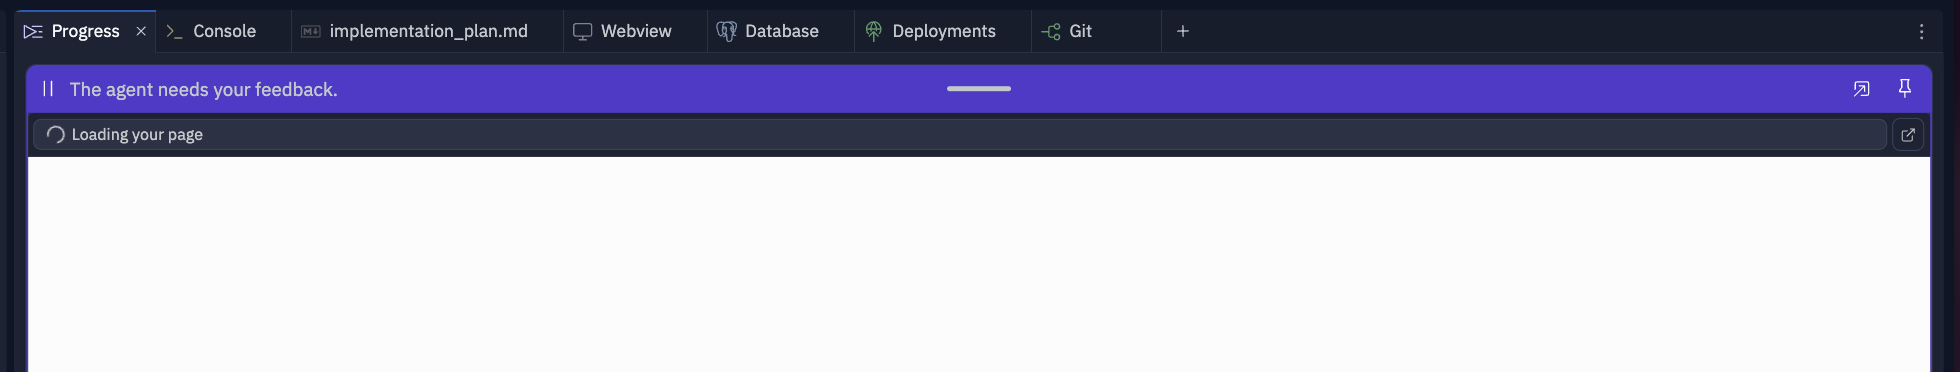 Progress Console implementation_plan.md Webview Database Deployments Git
The agent needs your feedback.
Loading your page